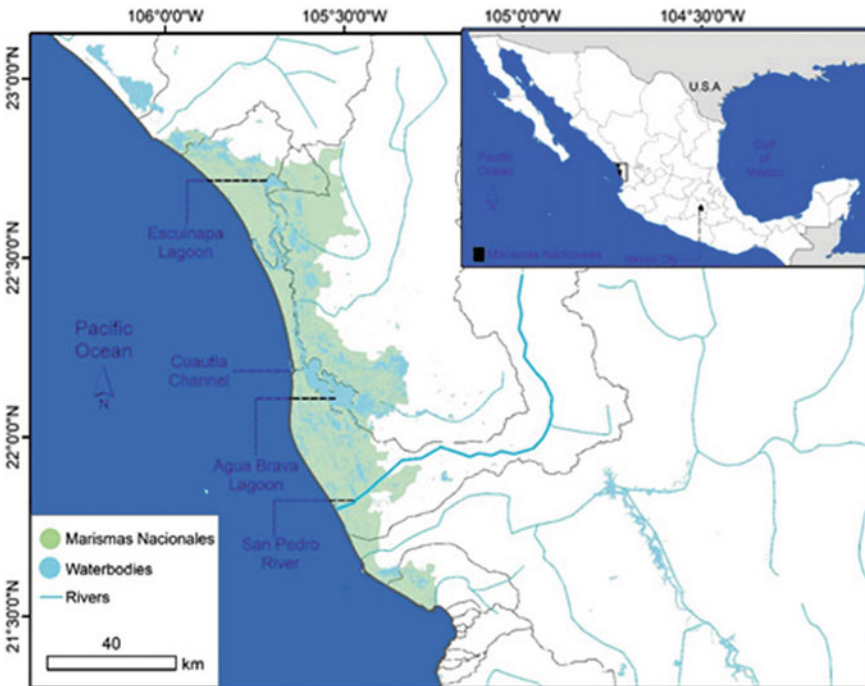 106°0'0"W
105°30'0"W
105°0'0"W
104°30'0"W
23°0'0"N
22°30'0"N
22°0'0"N
21°30'0"N
U.S.A
Gulf
of
Mexico
Pacific
Ocean
N
Marismas Nacionales
Mexico City
Escuinapa
Lagoon
Pacific
Ocean
N
Cuautla
Channel
Agua Brava
Lagoon
San Pedro
River
Marismas Nacionales
Waterbodies
Rivers
40
km